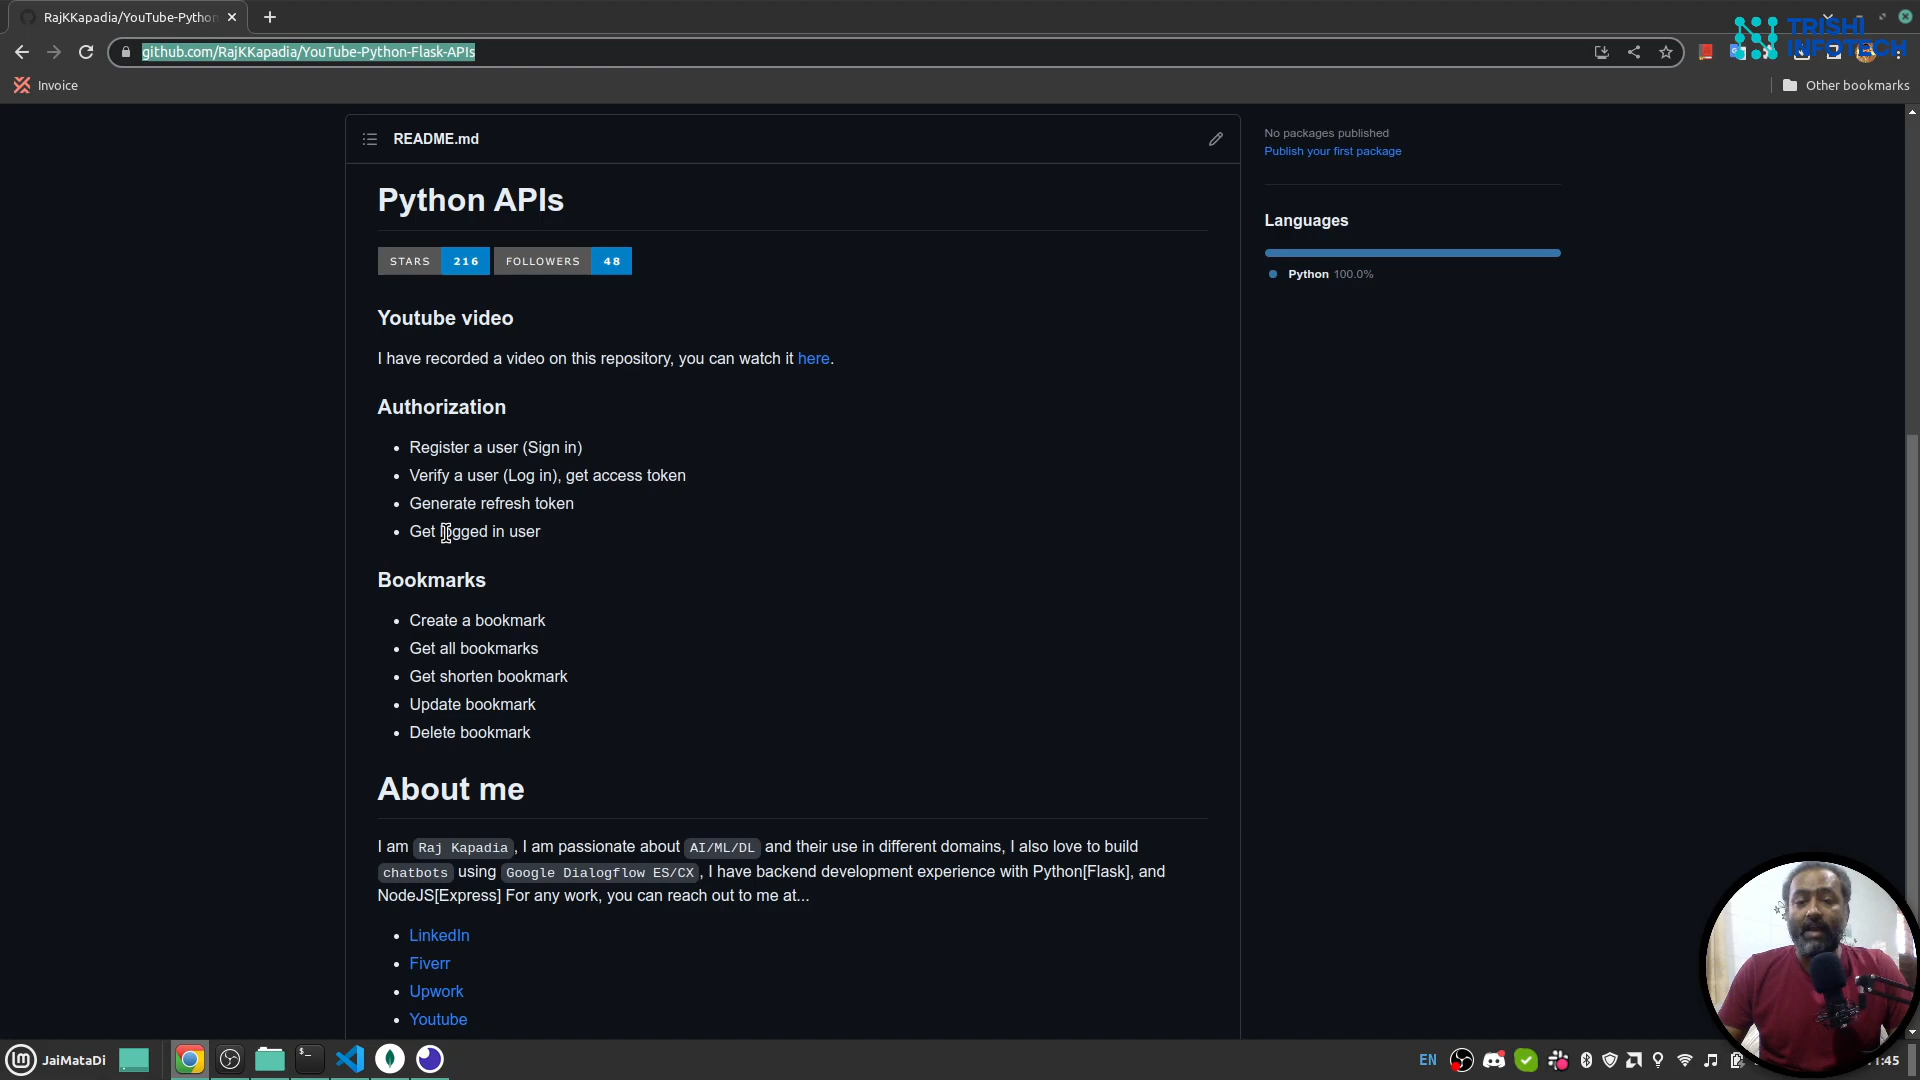 RajKKapadia/YouTube-Python
github.com/RajKKapadia/YouTube-Python-Flask-APIs
TRISHI
INFOTECH
Invoice
Other bookmarks
README.md
Python APIs
STARS 216 FOLLOWERS 48
Youtube video
I have recorded a video on this repository, you can watch it here.
Authorization
• Register a user (Sign in)
• Verify a user (Log in), get access token
• Generate refresh token
• Get logged in user
Bookmarks
• Create a bookmark
• Get all bookmarks
• Get shorten bookmark
• Update bookmark
• Delete bookmark
About me
I am Raj Kapadia, I am passionate about AI/ML/DL and their use in different domains, I also love to build
chatbots using Google Dialogflow ES/CX, I have backend development experience with Python[Flask], and
NodeJS[Express] For any work, you can reach out to me at...
• LinkedIn
• Fiverr
• Upwork
• Youtube
No packages published
Publish your first package
Languages
Python 100.0%
JaiMataDi
EN